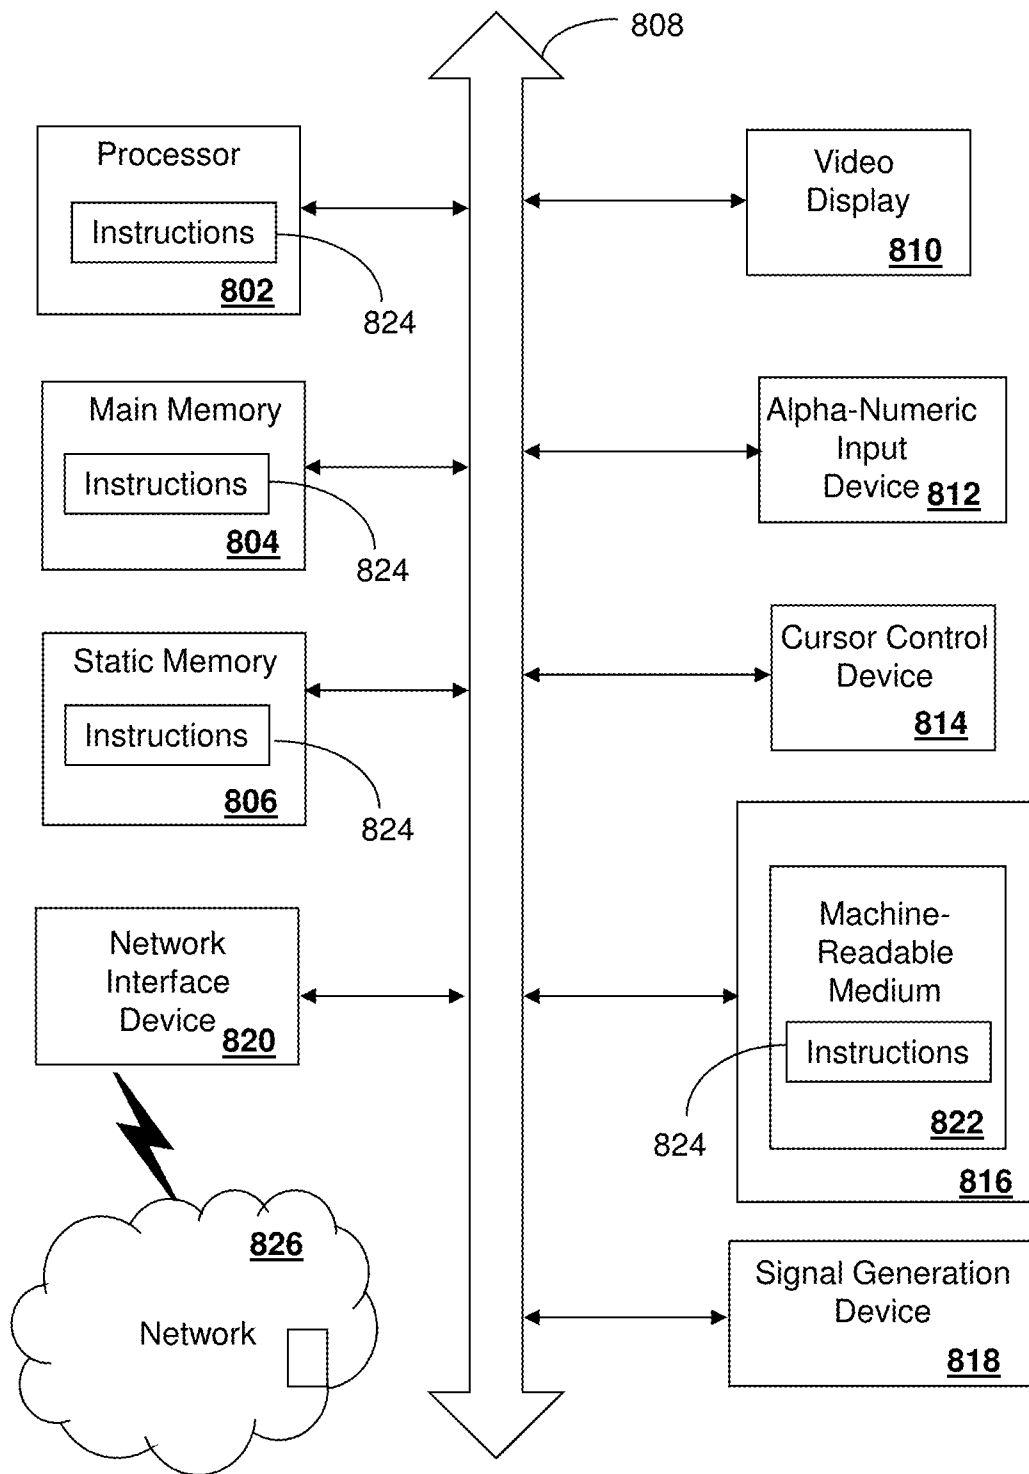 808
Processor
Instructions
802
824
Main Memory
Instructions
804
824
Static Memory
Instructions
806
824
Network
Interface
Device
820
826
Network
Video
Display
810
Alpha-Numeric
Input
Device 812
Cursor Control
Device
814
Machine-
Readable
Medium
Instructions
824
822
816
Signal Generation
Device
818